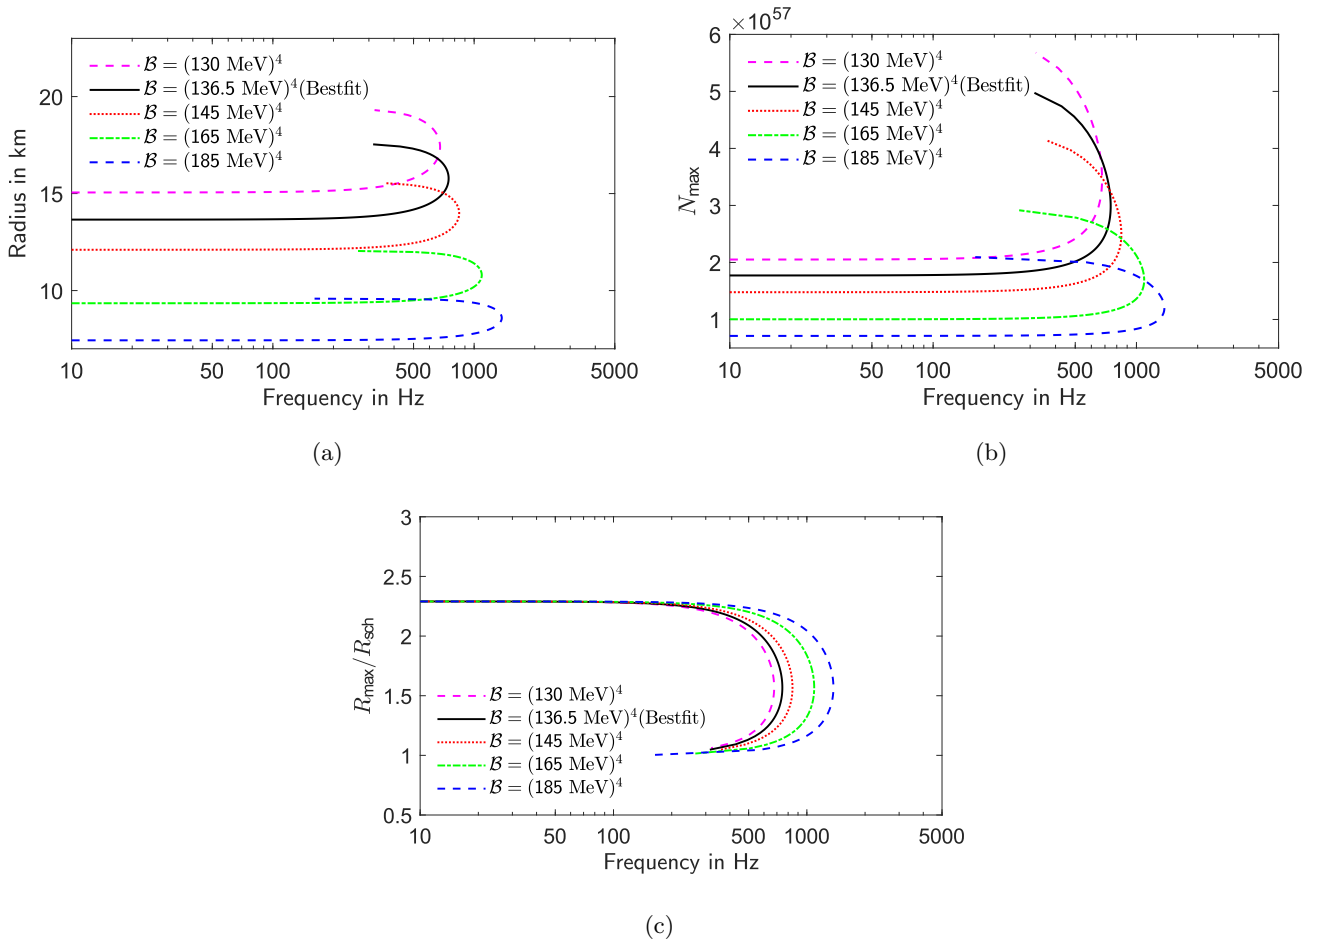 Radius in km
20
15
10
B = (130 MeV)⁴
B = (136.5 MeV)⁴(Bestfit)
B = (145 MeV)⁴
B = (165 MeV)⁴
B = (185 MeV)⁴
10 50 100 500 1000 5000
Frequency in Hz
(a)
×10⁵⁷
N_max
6
5
4
3
2
1
B = (130 MeV)⁴
B = (136.5 MeV)⁴(Bestfit)
B = (145 MeV)⁴
B = (165 MeV)⁴
B = (185 MeV)⁴
10 50 100 500 1000 5000
Frequency in Hz
(b)
R_max/R_sch
3
2.5
2
1.5
1
0.5
B = (130 MeV)⁴
B = (136.5 MeV)⁴(Bestfit)
B = (145 MeV)⁴
B = (165 MeV)⁴
B = (185 MeV)⁴
10 50 100 500 1000 5000
Frequency in Hz
(c)